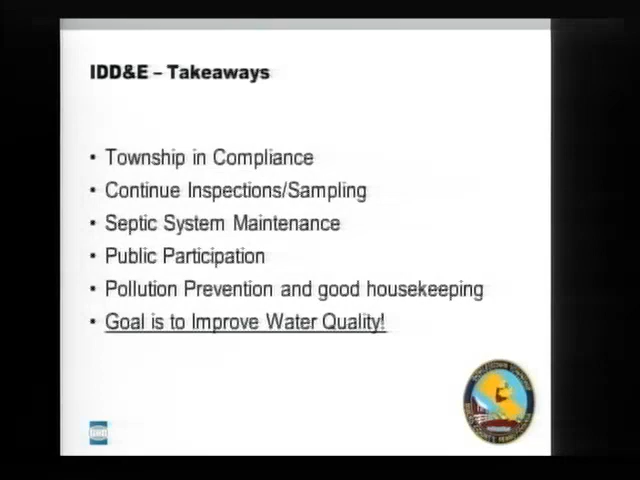 IDD&E – Takeaways
• Township in Compliance
• Continue Inspections/Sampling
• Septic System Maintenance
• Public Participation
• Pollution Prevention and good housekeeping
• Goal is to Improve Water Quality!